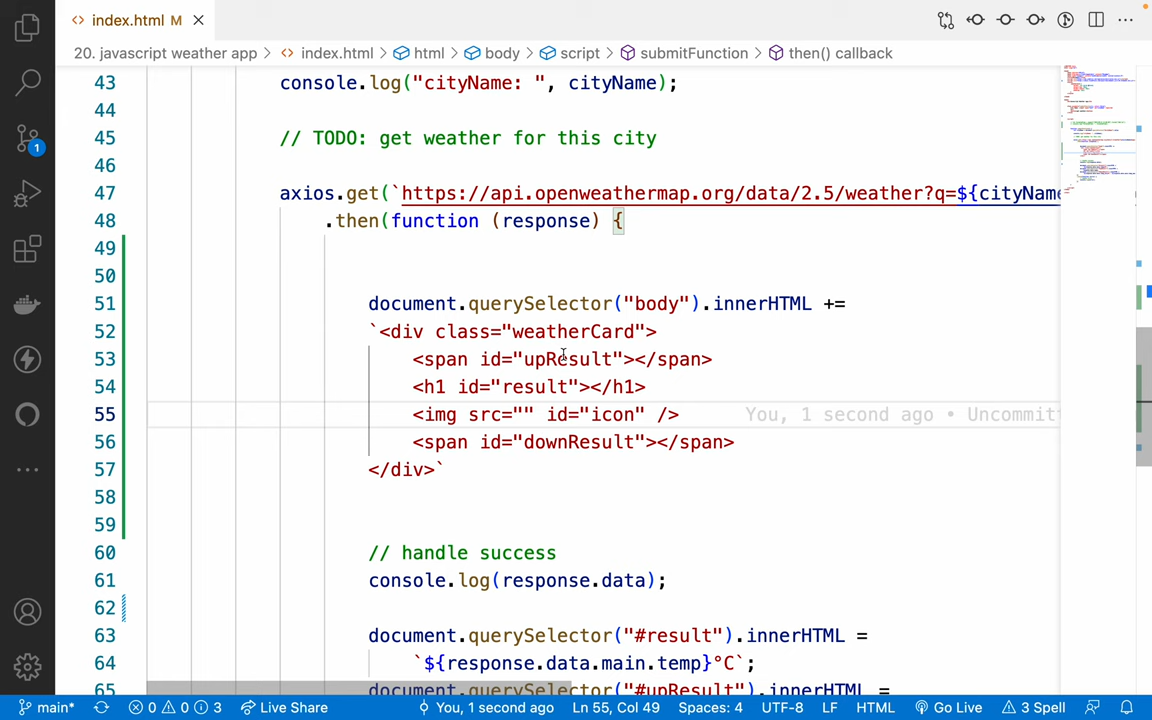 index.html M
20. javascript weather app > index.html > html > body > script > submitFunction > then() callback
43 console.log("cityName: ", cityName);
44
45 // TODO: get weather for this city
46
47 axios.get(`https://api.openweathermap.org/data/2.5/weather?q=${cityName
48 .then(function (response) {
49
50
51 document.querySelector("body").innerHTML +=
52 `<div class="weatherCard">
53 <span id="upResult"></span>
54 <h1 id="result"></h1>
55 <img src="" id="icon" /> You, 1 second ago • Uncommitt
56 <span id="downResult"></span>
57 </div>`
58
59
60 // handle success
61 console.log(response.data);
62
63 document.querySelector("#result").innerHTML =
64 `${response.data.main.temp}°C`;
65 document.querySelector("#upResult").innerHTML =
1
main* 0 0 3 Live Share You, 1 second ago Ln 55, Col 49 Spaces: 4 UTF-8 LF HTML Go Live 3 Spell